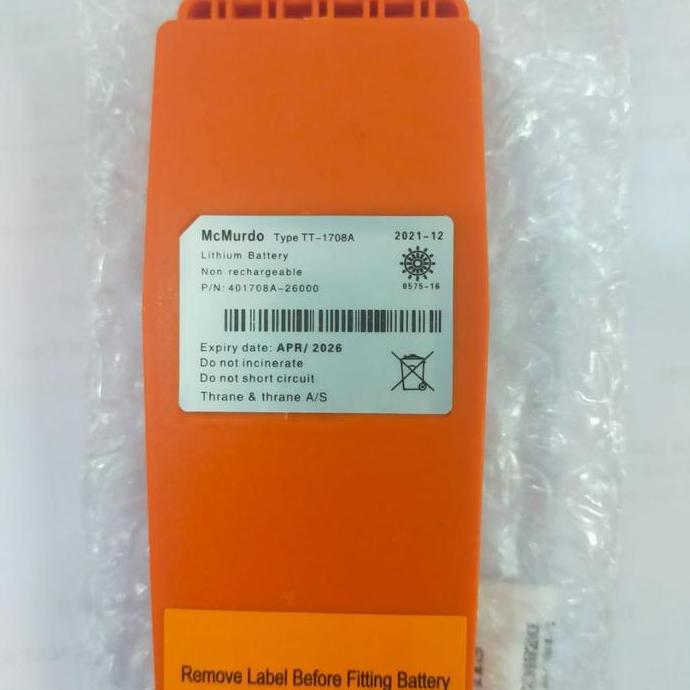 McMurdo Type TT-1708A 2021-12
Lithium Battery
Non rechargeable
P/N: 401708A-26000
0575-16
Expiry date: APR/ 2026
Do not incinerate
Do not short circuit
Thrane & thrane A/S
Remove Label Before Fitting Battery